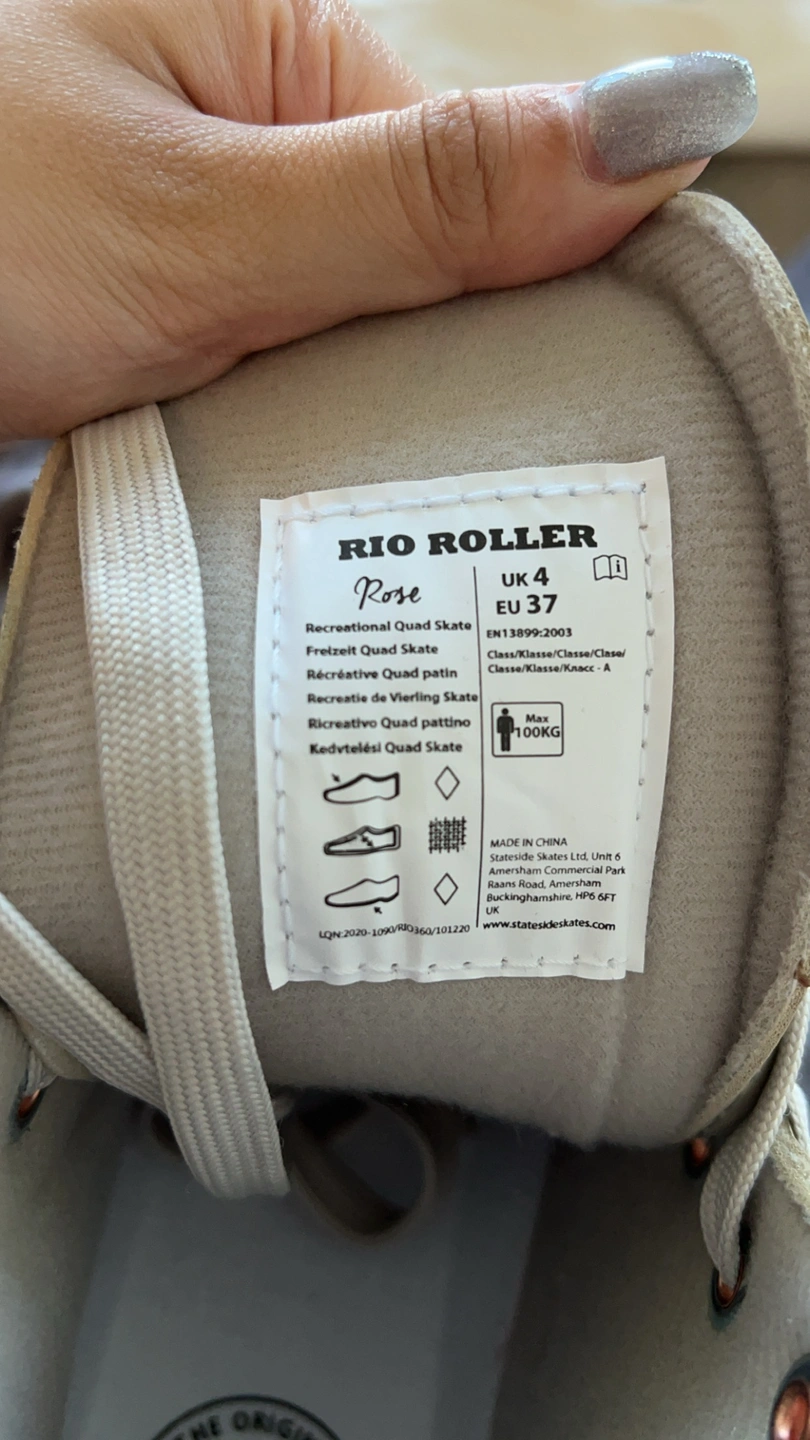 RIO ROLLER
Rose
Recreational Quad Skate
Freizeit Quad Skate
Récréative Quad patin
Recreatie de Vierling Skate
Ricreativo Quad pattino
Kedvtelési Quad Skate
LQN:2020-1090/RIO360/101220
UK 4
EU 37
i
EN13899:2003
Class/Klasse/Classe/Clase/
Classe/Klasse/Класс - A
Max
100KG
MADE IN CHINA
Stateside Skates Ltd, Unit 6
Amersham Commercial Park
Raans Road, Amersham
Buckinghamshire, HP6 6FT
UK
www.statesideskates.com
THE ORIGIN